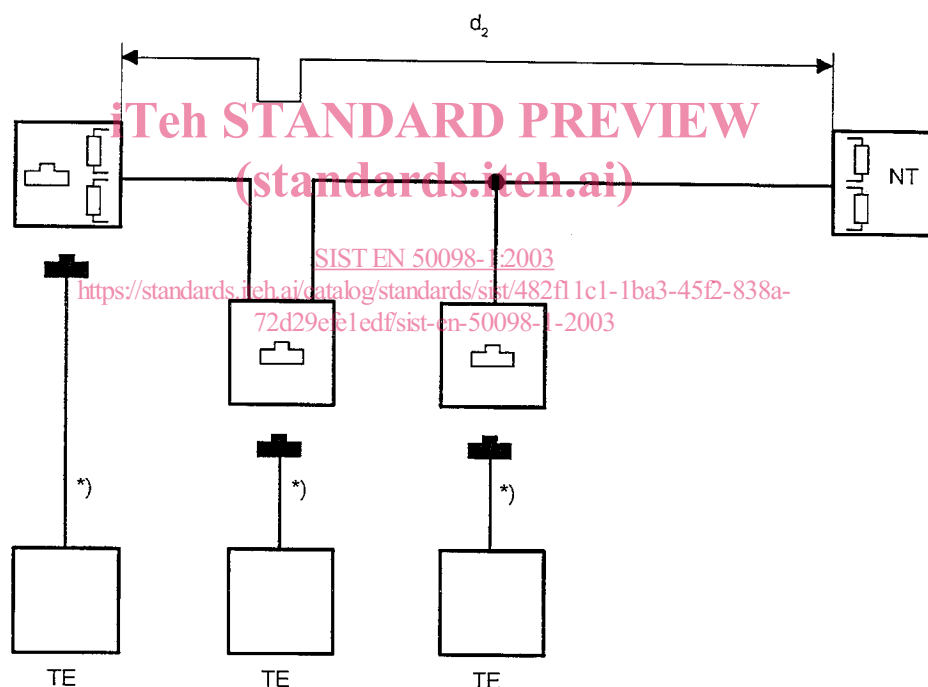 d2
iTeh STANDARD PREVIEW
(standards.iteh.ai)
NT
SIST EN 50098-1:2003
https://standards.iteh.ai/catalog/standards/sist/482f11c1-1ba3-45f2-838a-
72d29efe1edf/sist-en-50098-1-2003
*)
*)
*)
TE
TE
TE